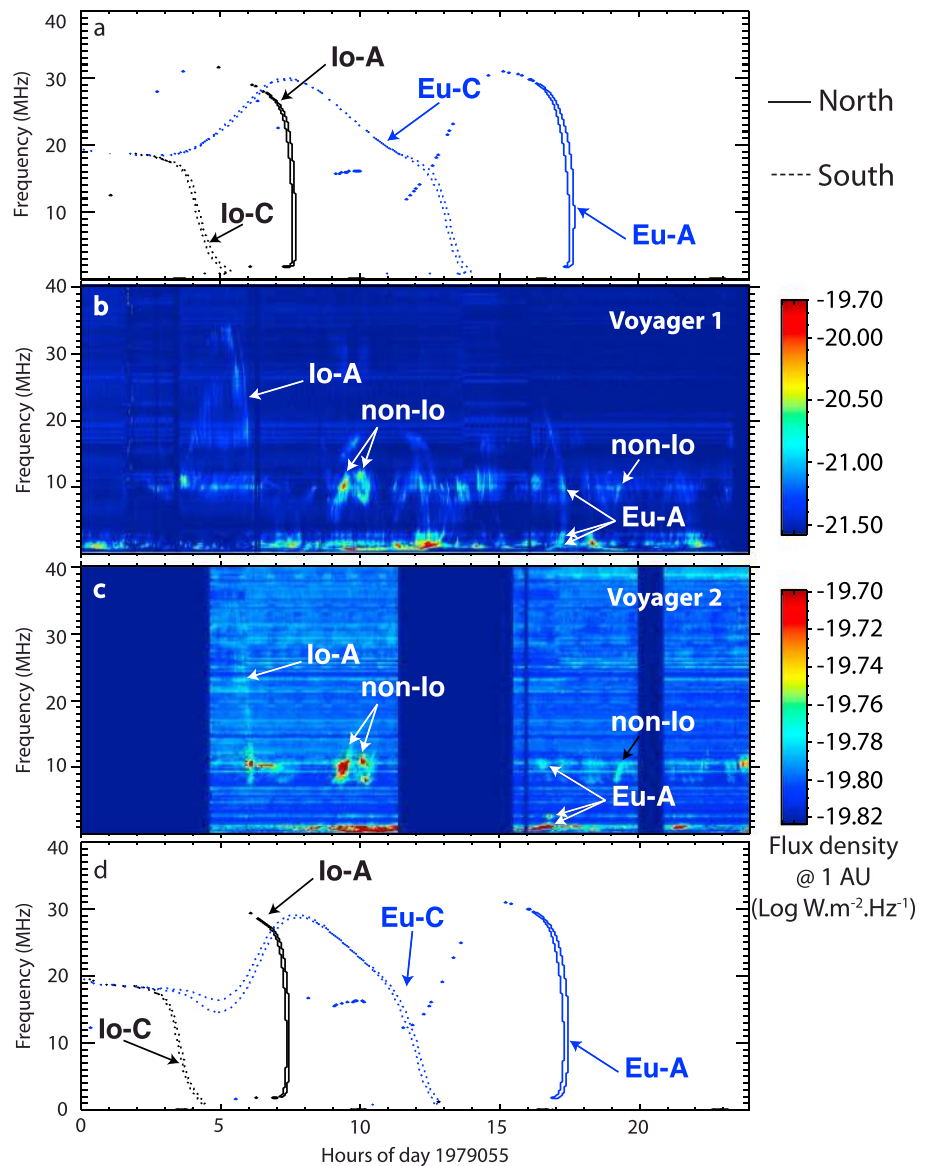 a
40
30
20
10
Frequency (MHz)
Io-A
Eu-C
Io-C
Eu-A
North
South
b
Voyager 1
40
30
20
10
Frequency (MHz)
Io-A
non-Io
non-Io
Eu-A
-19.70
-20.00
-20.50
-21.00
-21.50
c
Voyager 2
40
30
20
10
Frequency (MHz)
Io-A
non-Io
non-Io
Eu-A
-19.70
-19.72
-19.74
-19.76
-19.78
-19.80
-19.82
Flux density
@ 1 AU
(Log W.m-2.Hz-1)
d
40
30
20
10
0
Frequency (MHz)
Io-A
Eu-C
Io-C
Eu-A
0 5 10 15 20
Hours of day 1979055